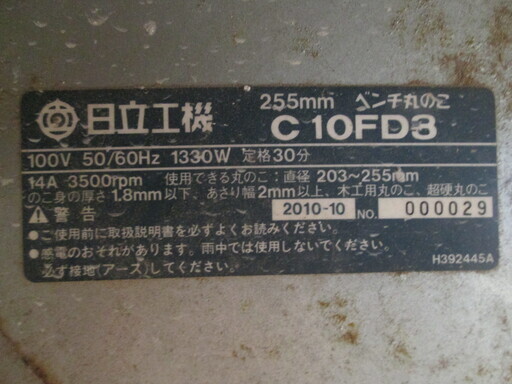 255mm ベンチ丸のこ
日立工機 C10FD3
100V 50/60Hz 1330W 定格30分
14A 3500rpm 使用できる丸のこ:直径 203~255mm
のこ身の厚さ1.8mm以下、あさり幅2mm以上、木工用丸のこ、超硬丸のこ
警告 2010-10 NO. 000029
●ご使用前に取扱説明書を必ずよくお読みください。
●感電のおそれがあります。雨中では使用しないでください。
必ず接地(アース)してください。
H392445A